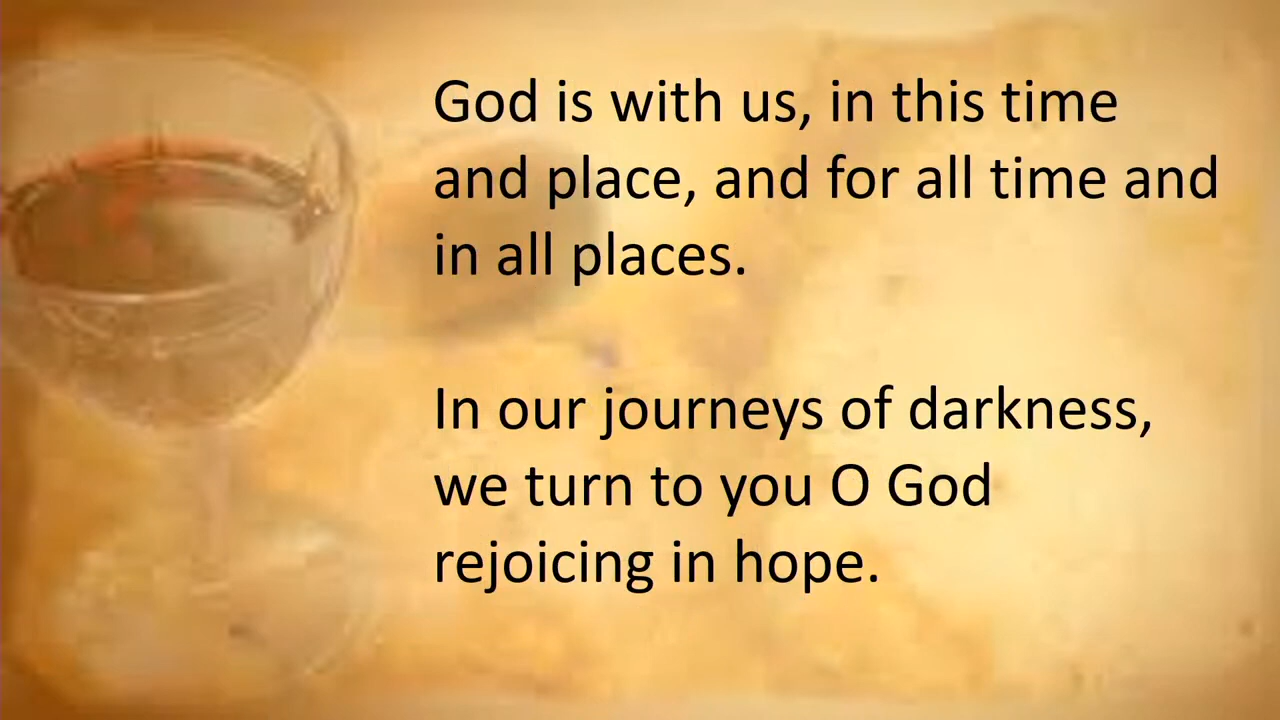 God is with us, in this time
and place, and for all time and
in all places.
In our journeys of darkness,
we turn to you O God
rejoicing in hope.